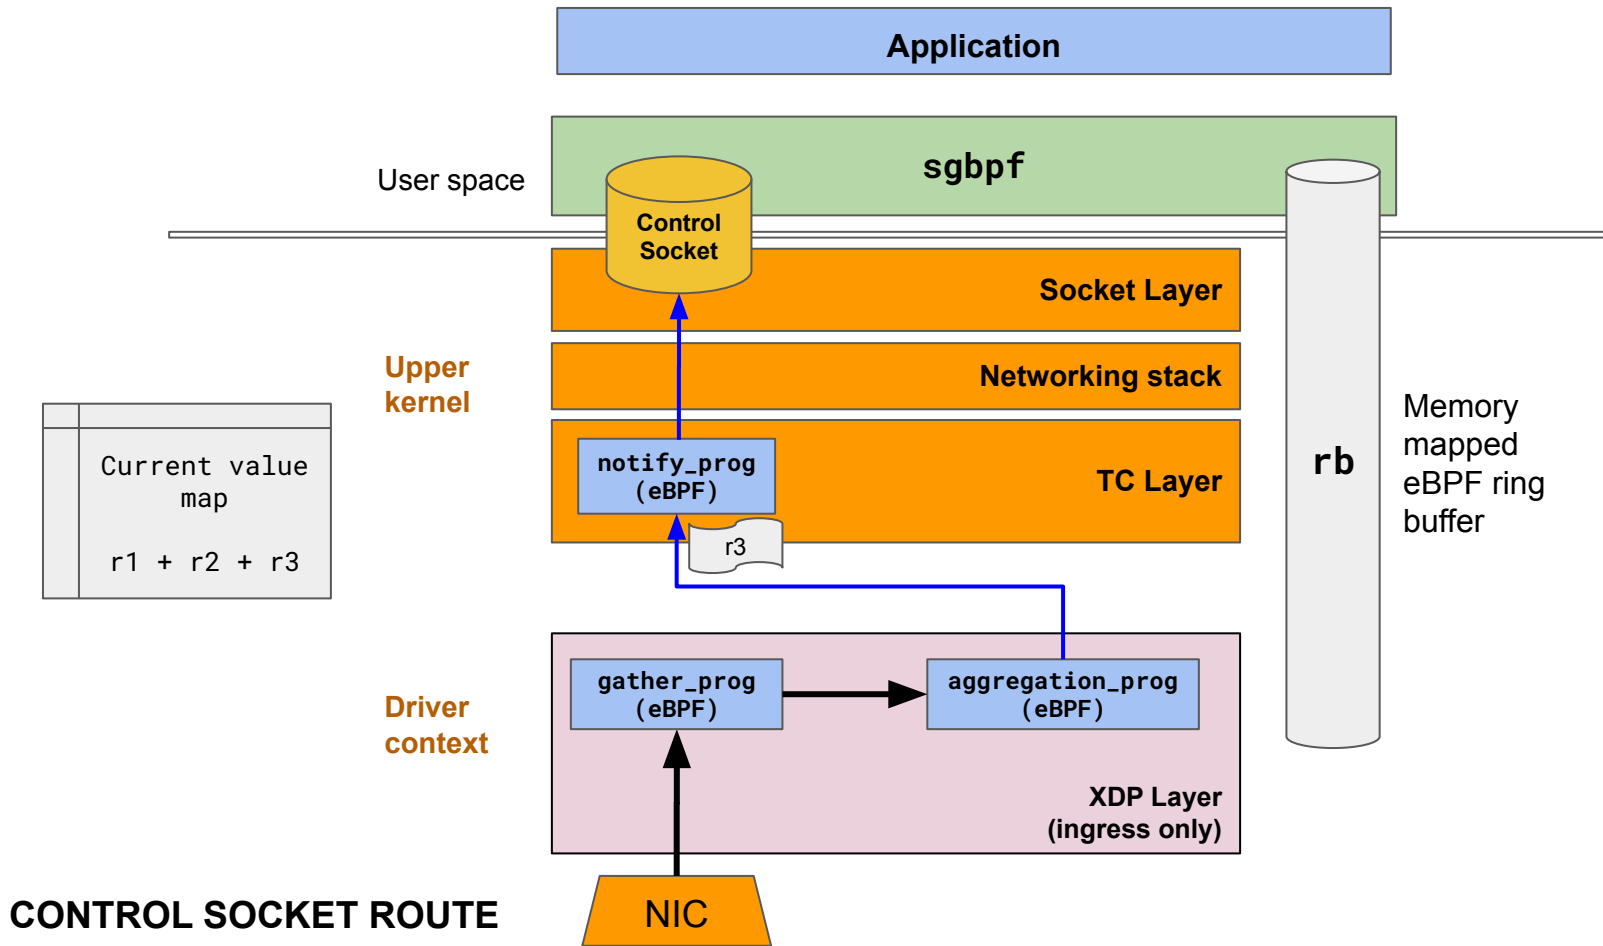 Application
sgbpf
User space
Control
Socket
Socket Layer
Upper
kernel
Networking stack
Current value
map
r1 + r2 + r3
notify_prog
(eBPF)
TC Layer
r3
rb
Memory
mapped
eBPF ring
buffer
Driver
context
gather_prog
(eBPF)
aggregation_prog
(eBPF)
XDP Layer
(ingress only)
CONTROL SOCKET ROUTE
NIC